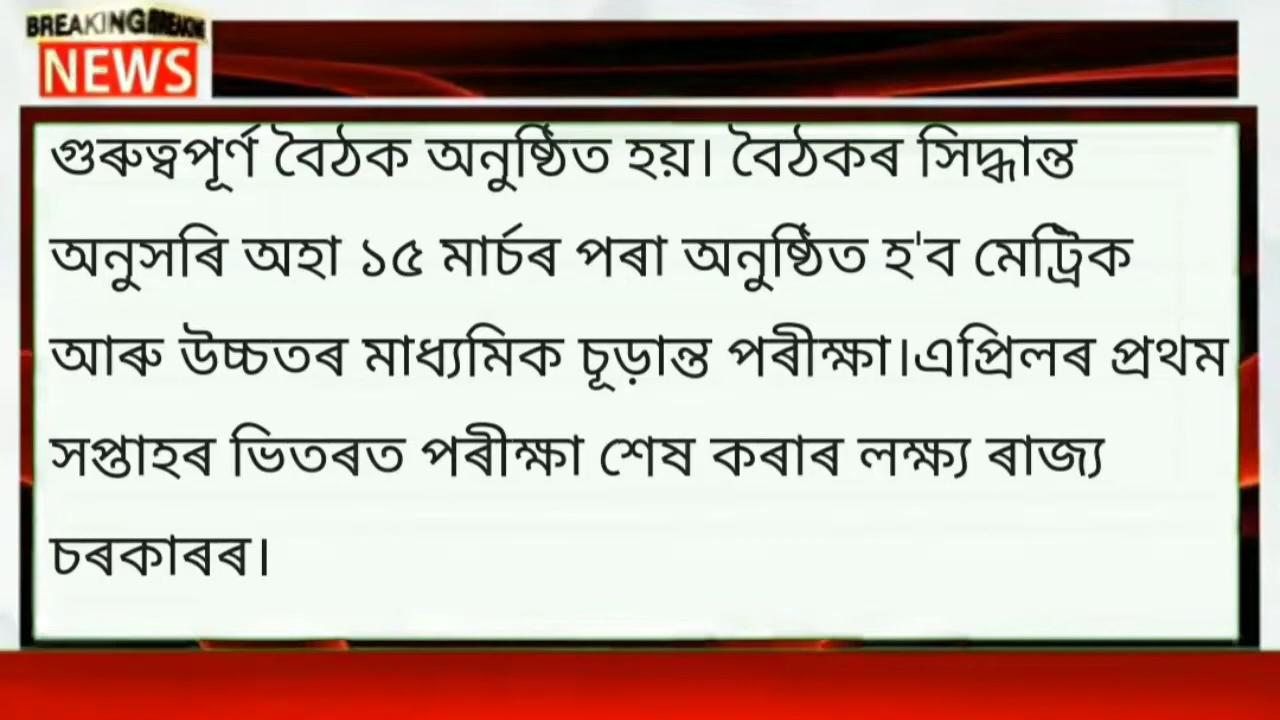 BREAKING
NEWS
গুৰুত্বপূৰ্ণ বৈঠক অনুষ্ঠিত হয়। বৈঠকৰ সিদ্ধান্ত
অনুসৰি অহা ১৫ মাৰ্চৰ পৰা অনুষ্ঠিত হ'ব মেট্ৰিক
আৰু উচ্চতৰ মাধ্যমিক চূড়ান্ত পৰীক্ষা।এপ্ৰিলৰ প্ৰথম
সপ্তাহৰ ভিতৰত পৰীক্ষা শেষ কৰাৰ লক্ষ্য ৰাজ্য
চৰকাৰৰ।